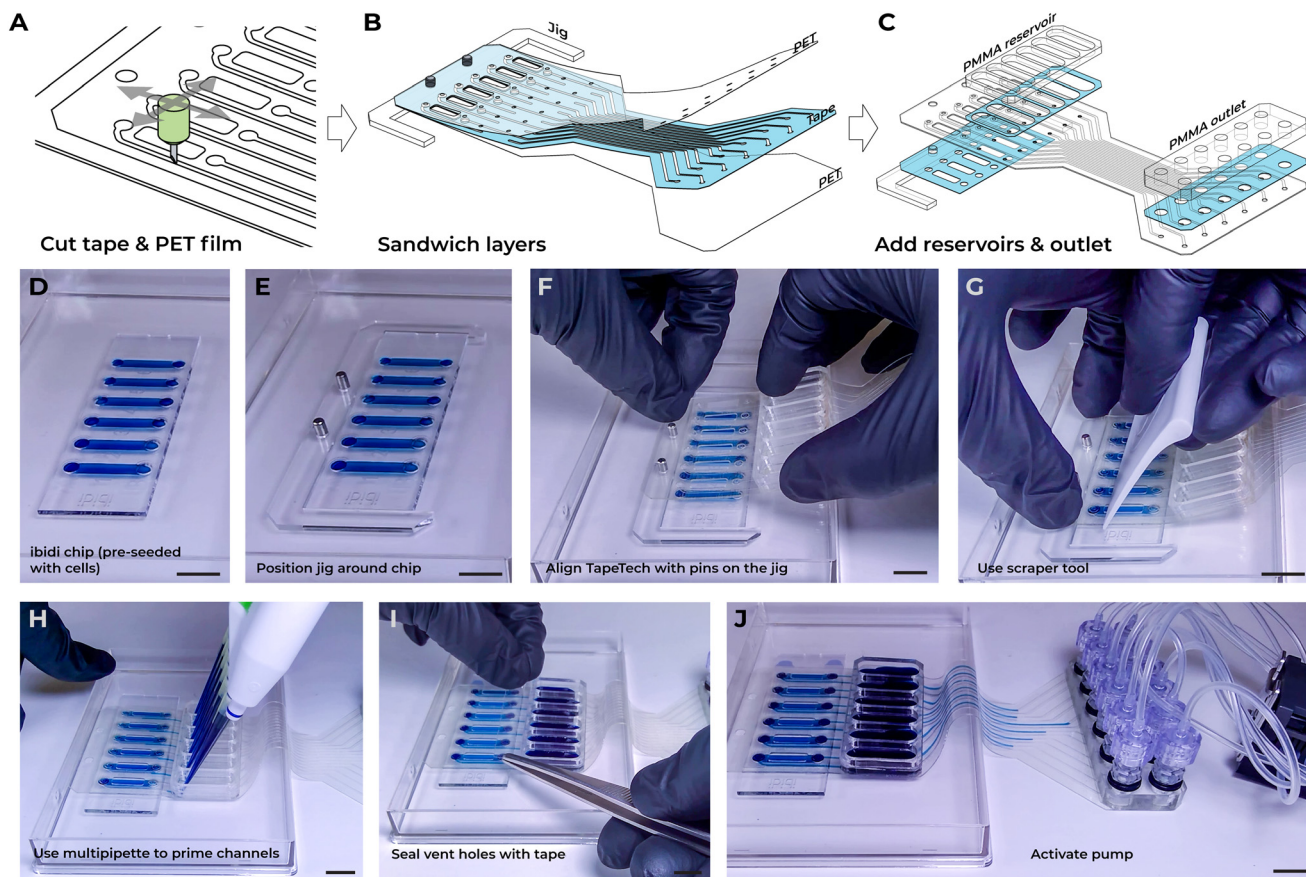 A
B
C
Jig
PET
Tape
PET
PMMA reservoir
PMMA outlet
Cut tape & PET film
Sandwich layers
Add reservoirs & outlet
D
E
F
G
ibidi
ibidi
ibidi chip (pre-seeded
with cells)
Position jig around chip
Align TapeTech with pins on the jig
Use scraper tool
H
I
J
Use multipipette to prime channels
Seal vent holes with tape
Activate pump